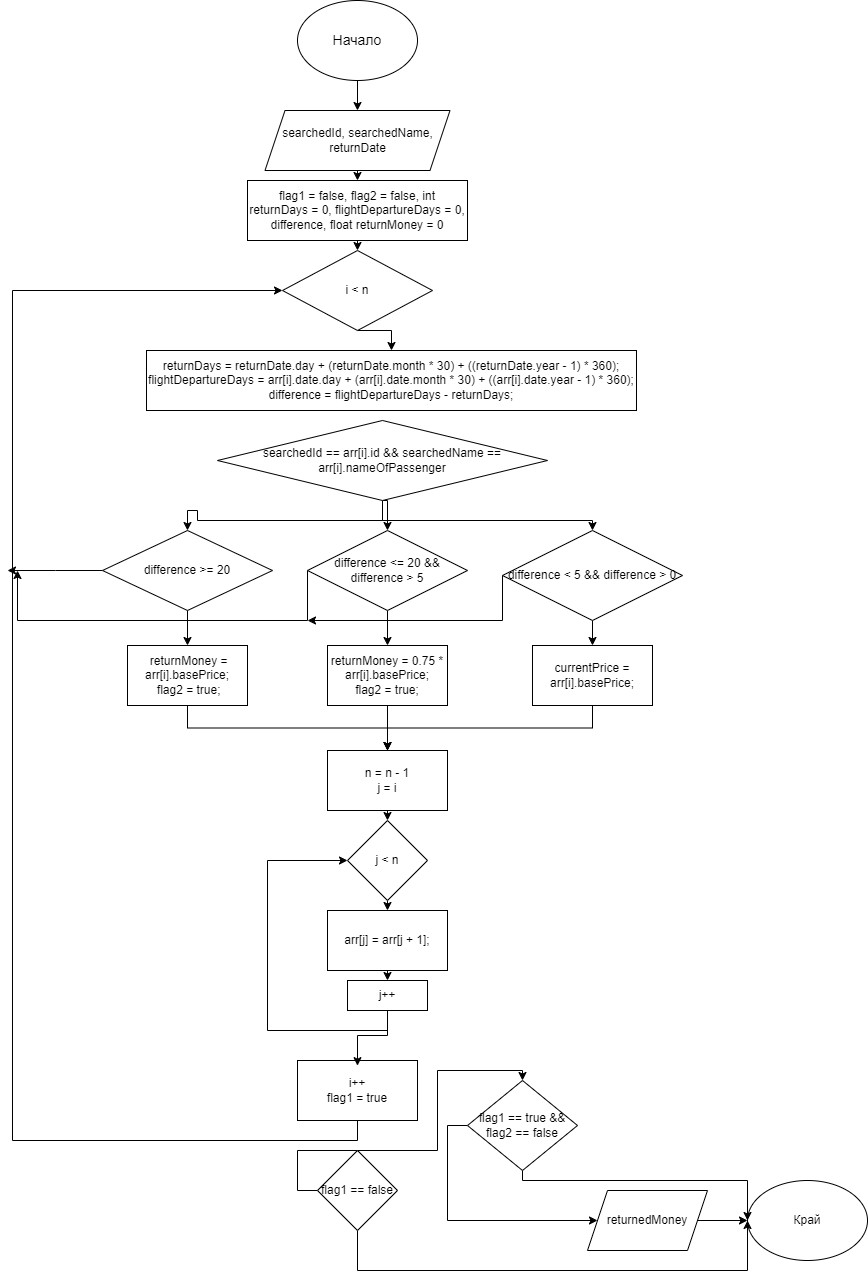 Начало
searchedId, searchedName,
returnDate
flag1 = false, flag2 = false, int
returnDays = 0, flightDepartureDays = 0,
difference, float returnMoney = 0
i < n
returnDays = returnDate.day + (returnDate.month * 30) + ((returnDate.year - 1) * 360);
flightDepartureDays = arr[i].date.day + (arr[i].date.month * 30) + ((arr[i].date.year - 1) * 360);
difference = flightDepartureDays - returnDays;
searchedId == arr[i].id && searchedName ==
arr[i].nameOfPassenger
difference >= 20
difference <= 20 &&
difference > 5
difference < 5 && difference > 0
returnMoney =
arr[i].basePrice;
flag2 = true;
returnMoney = 0.75 *
arr[i].basePrice;
flag2 = true;
currentPrice =
arr[i].basePrice;
n = n - 1
j = i
j < n
arr[j] = arr[j + 1];
j++
i++
flag1 = true
flag1 == true &&
flag2 == false
flag1 == false
returnedMoney
Край